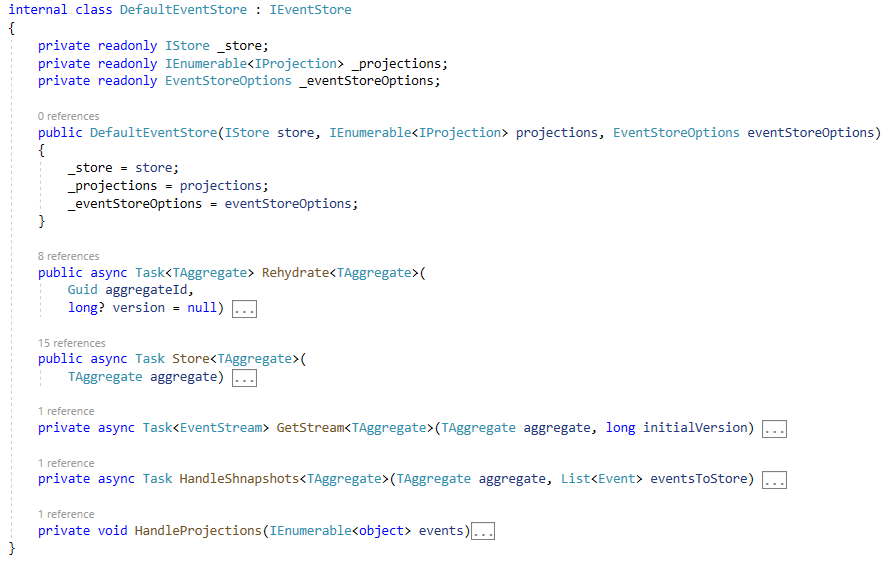 internal class DefaultEventStore : IEventStore
{
private readonly IStore _store;
private readonly IEnumerable<IProjection> _projections;
private readonly EventStoreOptions _eventStoreOptions;
0 references
public DefaultEventStore(IStore store, IEnumerable<IProjection> projections, EventStoreOptions eventStoreOptions)
{
_store = store;
_projections = projections;
_eventStoreOptions = eventStoreOptions;
}
8 references
public async Task<TAggregate> Rehydrate<TAggregate>(
Guid aggregateId,
long? version = null) ...
15 references
public async Task Store<TAggregate>(
TAggregate aggregate) ...
1 reference
private async Task<EventStream> GetStream<TAggregate>(TAggregate aggregate, long initialVersion) ...
1 reference
private async Task HandleShnapshots<TAggregate>(TAggregate aggregate, List<Event> eventsToStore) ...
1 reference
private void HandleProjections(IEnumerable<object> events)...
}